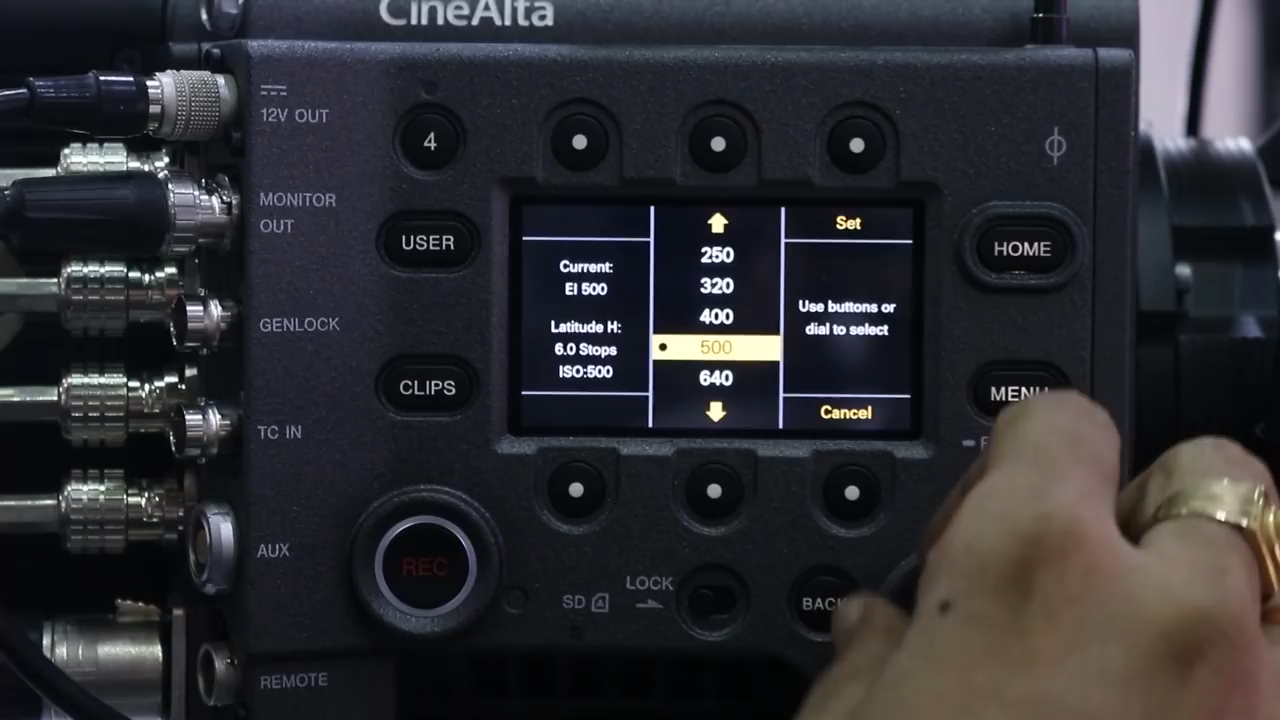 CineAlta
12V OUT
4
MONITOR
OUT
USER
GENLOCK
CLIPS
TC IN
AUX
REC
REMOTE
Current:
EI 500
Latitude H:
6.0 Stops
ISO:500
250
320
400
500
640
Set
Use buttons or
dial to select
Cancel
HOME
MENU
LOCK
SD
BACK